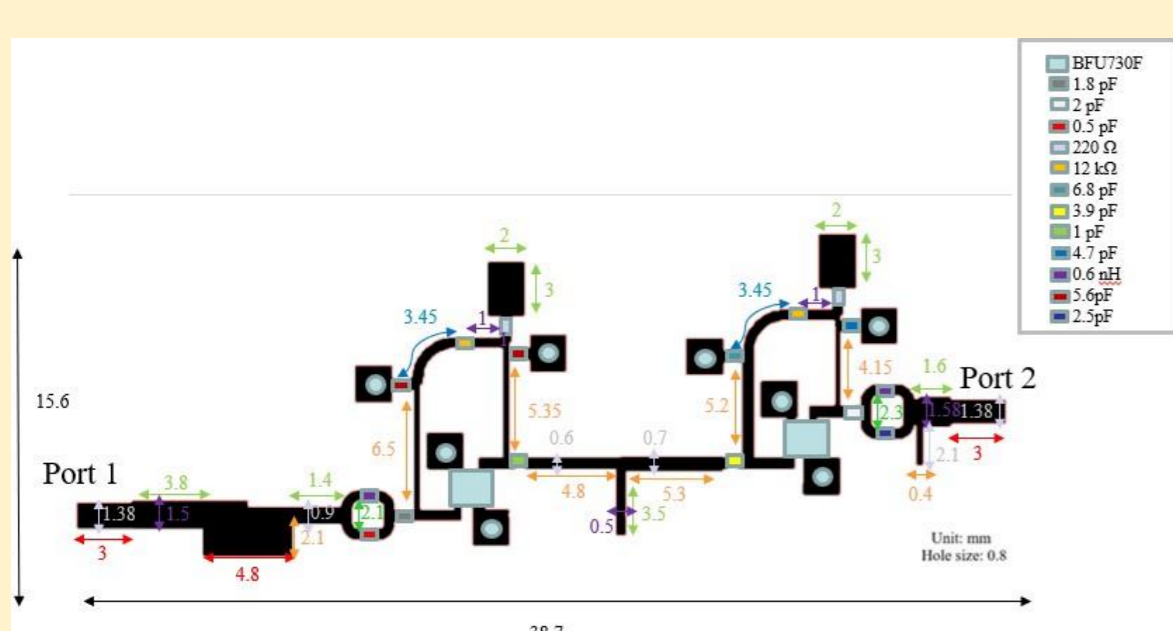 BFU730F
1.8 pF
2 pF
0.5 pF
220 Ω
12 kΩ
6.8 pF
3.9 pF
1 pF
4.7 pF
0.6 nH
5.6pF
2.5pF
2
3
2
3
3.45
1
3.45
1
4.15
1.6
Port 2
15.6
5.35
5.2
2.3
1.58
1.38
6.5
0.6
0.7
2.1
3
Port 1
3.8
1.4
4.8
5.3
0.4
1.38
1.5
0.9
2.1
0.5
3.5
3
2.1
4.8
Unit: mm
Hole size: 0.8
38.7